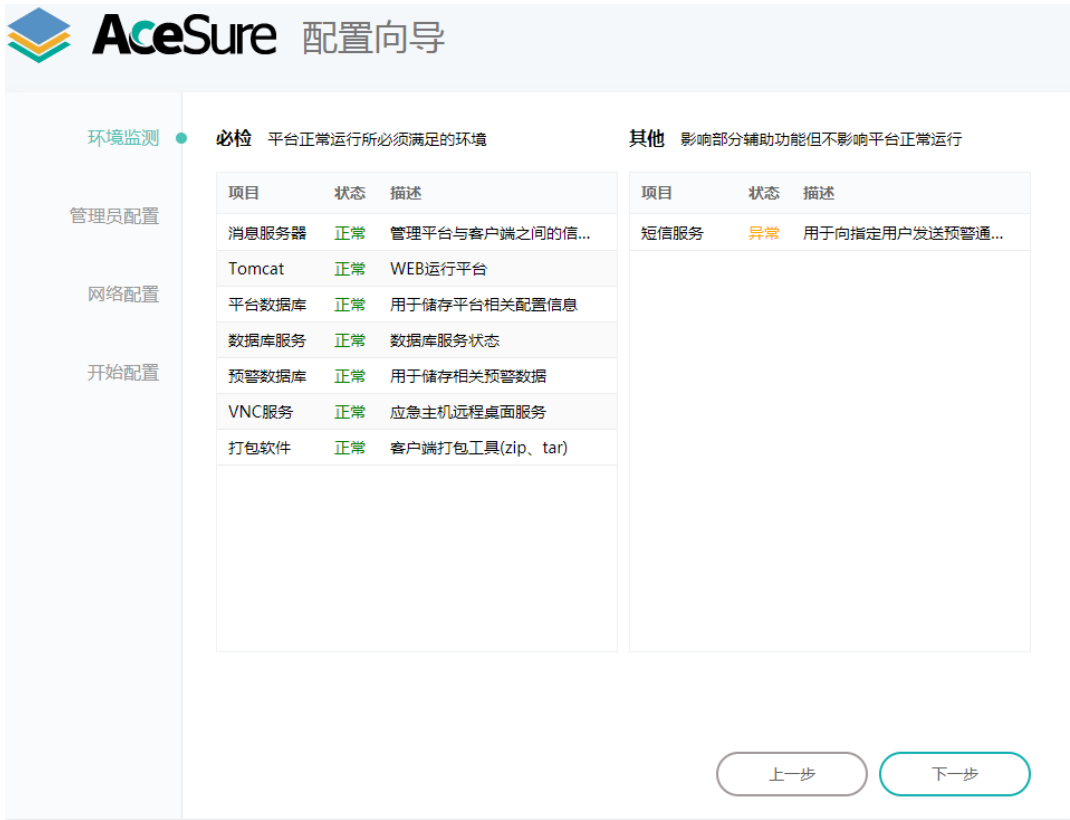 AceSure 配置向导
环境监测
管理员配置
网络配置
开始配置
必检 平台正常运行所必须满足的环境
项目 状态 描述
消息服务器 正常 管理平台与客户端之间的信...
Tomcat 正常 WEB运行平台
平台数据库 正常 用于储存平台相关配置信息
数据库服务 正常 数据库服务状态
预警数据库 正常 用于储存相关预警数据
VNC服务 正常 应急主机远程桌面服务
打包软件 正常 客户端打包工具(zip、tar)
其他 影响部分辅助功能但不影响平台正常运行
项目 状态 描述
短信服务 异常 用于向指定用户发送预警通...
上一步 下一步